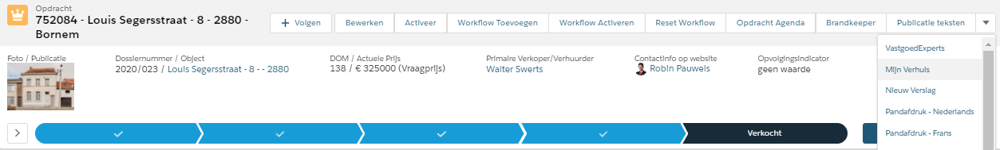 Opdracht
752084 - Louis Segersstraat - 8 - 2880 -
Bornem
+ Volgen
Bewerken
Activeer
Workflow Toevoegen
Workflow Activeren
Reset Workflow
Opdracht Agenda
Brandkeeper
Publicatie teksten
VastgoedExperts
Mijn Verhuis
Nieuw Verslag
Pandafdruk - Nederlands
Pandafdruk - Frans
Foto / Publicatie
Dossiernummer / Object
2020/023 / Louis Segersstraat - 8 - - 2880
DOM / Actuele Prijs
138 / € 325000 (Vraagprijs)
Primaire Verkoper/Verhuurder
Walter Swerts
Contactinfo op website
Robin Pauwels
Opvolgingsindicator
geen waarde
Verkocht